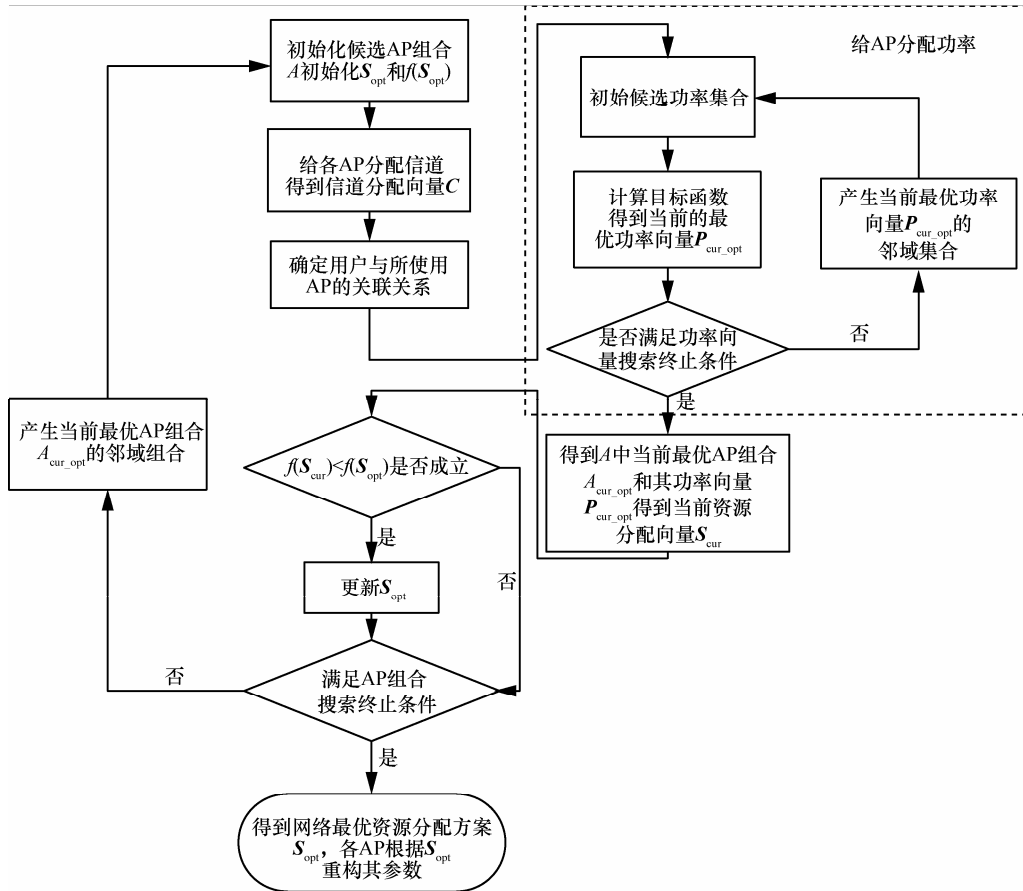 初始化候选AP组合
A初始化Sopt和f(Sopt)
给各AP分配信道
得到信道分配向量C
确定用户与所使用
AP的关联关系
给AP分配功率
初始候选功率集合
计算目标函数
得到当前的最
优功率向量Pcur_opt
产生当前最优功率
向量Pcur_opt的
邻域集合
是否满足功率向
量搜索终止条件
否
是
得到A中当前最优AP组合
Acur_opt和其功率向量
Pcur_opt得到当前资源
分配向量Scur
f(Scur)<f(Sopt)是否成立
是
否
更新Sopt
满足AP组合
搜索终止条件
否
是
产生当前最优AP组合
Acur_opt的邻域组合
得到网络最优资源分配方案
Sopt，各AP根据Sopt
重构其参数